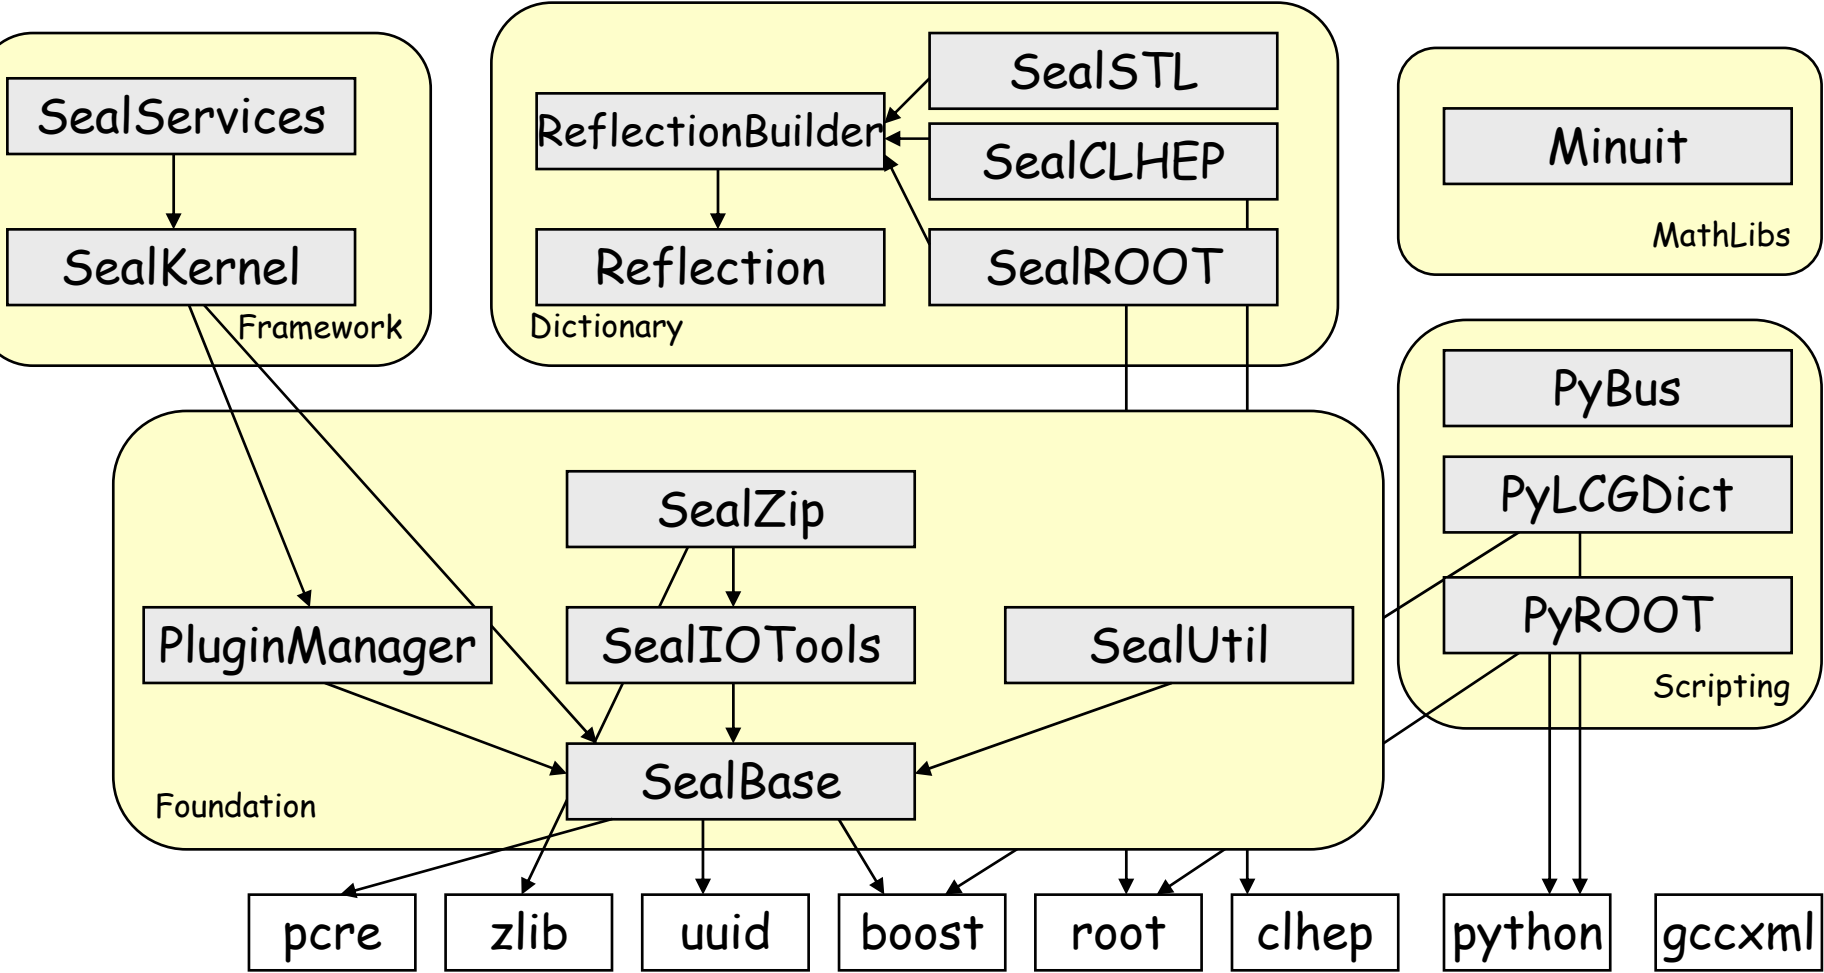 SealServices
SealKernel
Framework
SealSTL
ReflectionBuilder
SealCLHEP
Reflection
SealROOT
Dictionary
Minuit
MathLibs
PyBus
PyLCGDict
PyROOT
Scripting
SealZip
PluginManager
SealIOTools
SealUtil
SealBase
Foundation
pcre
zlib
uuid
boost
root
clhep
python
gccxml